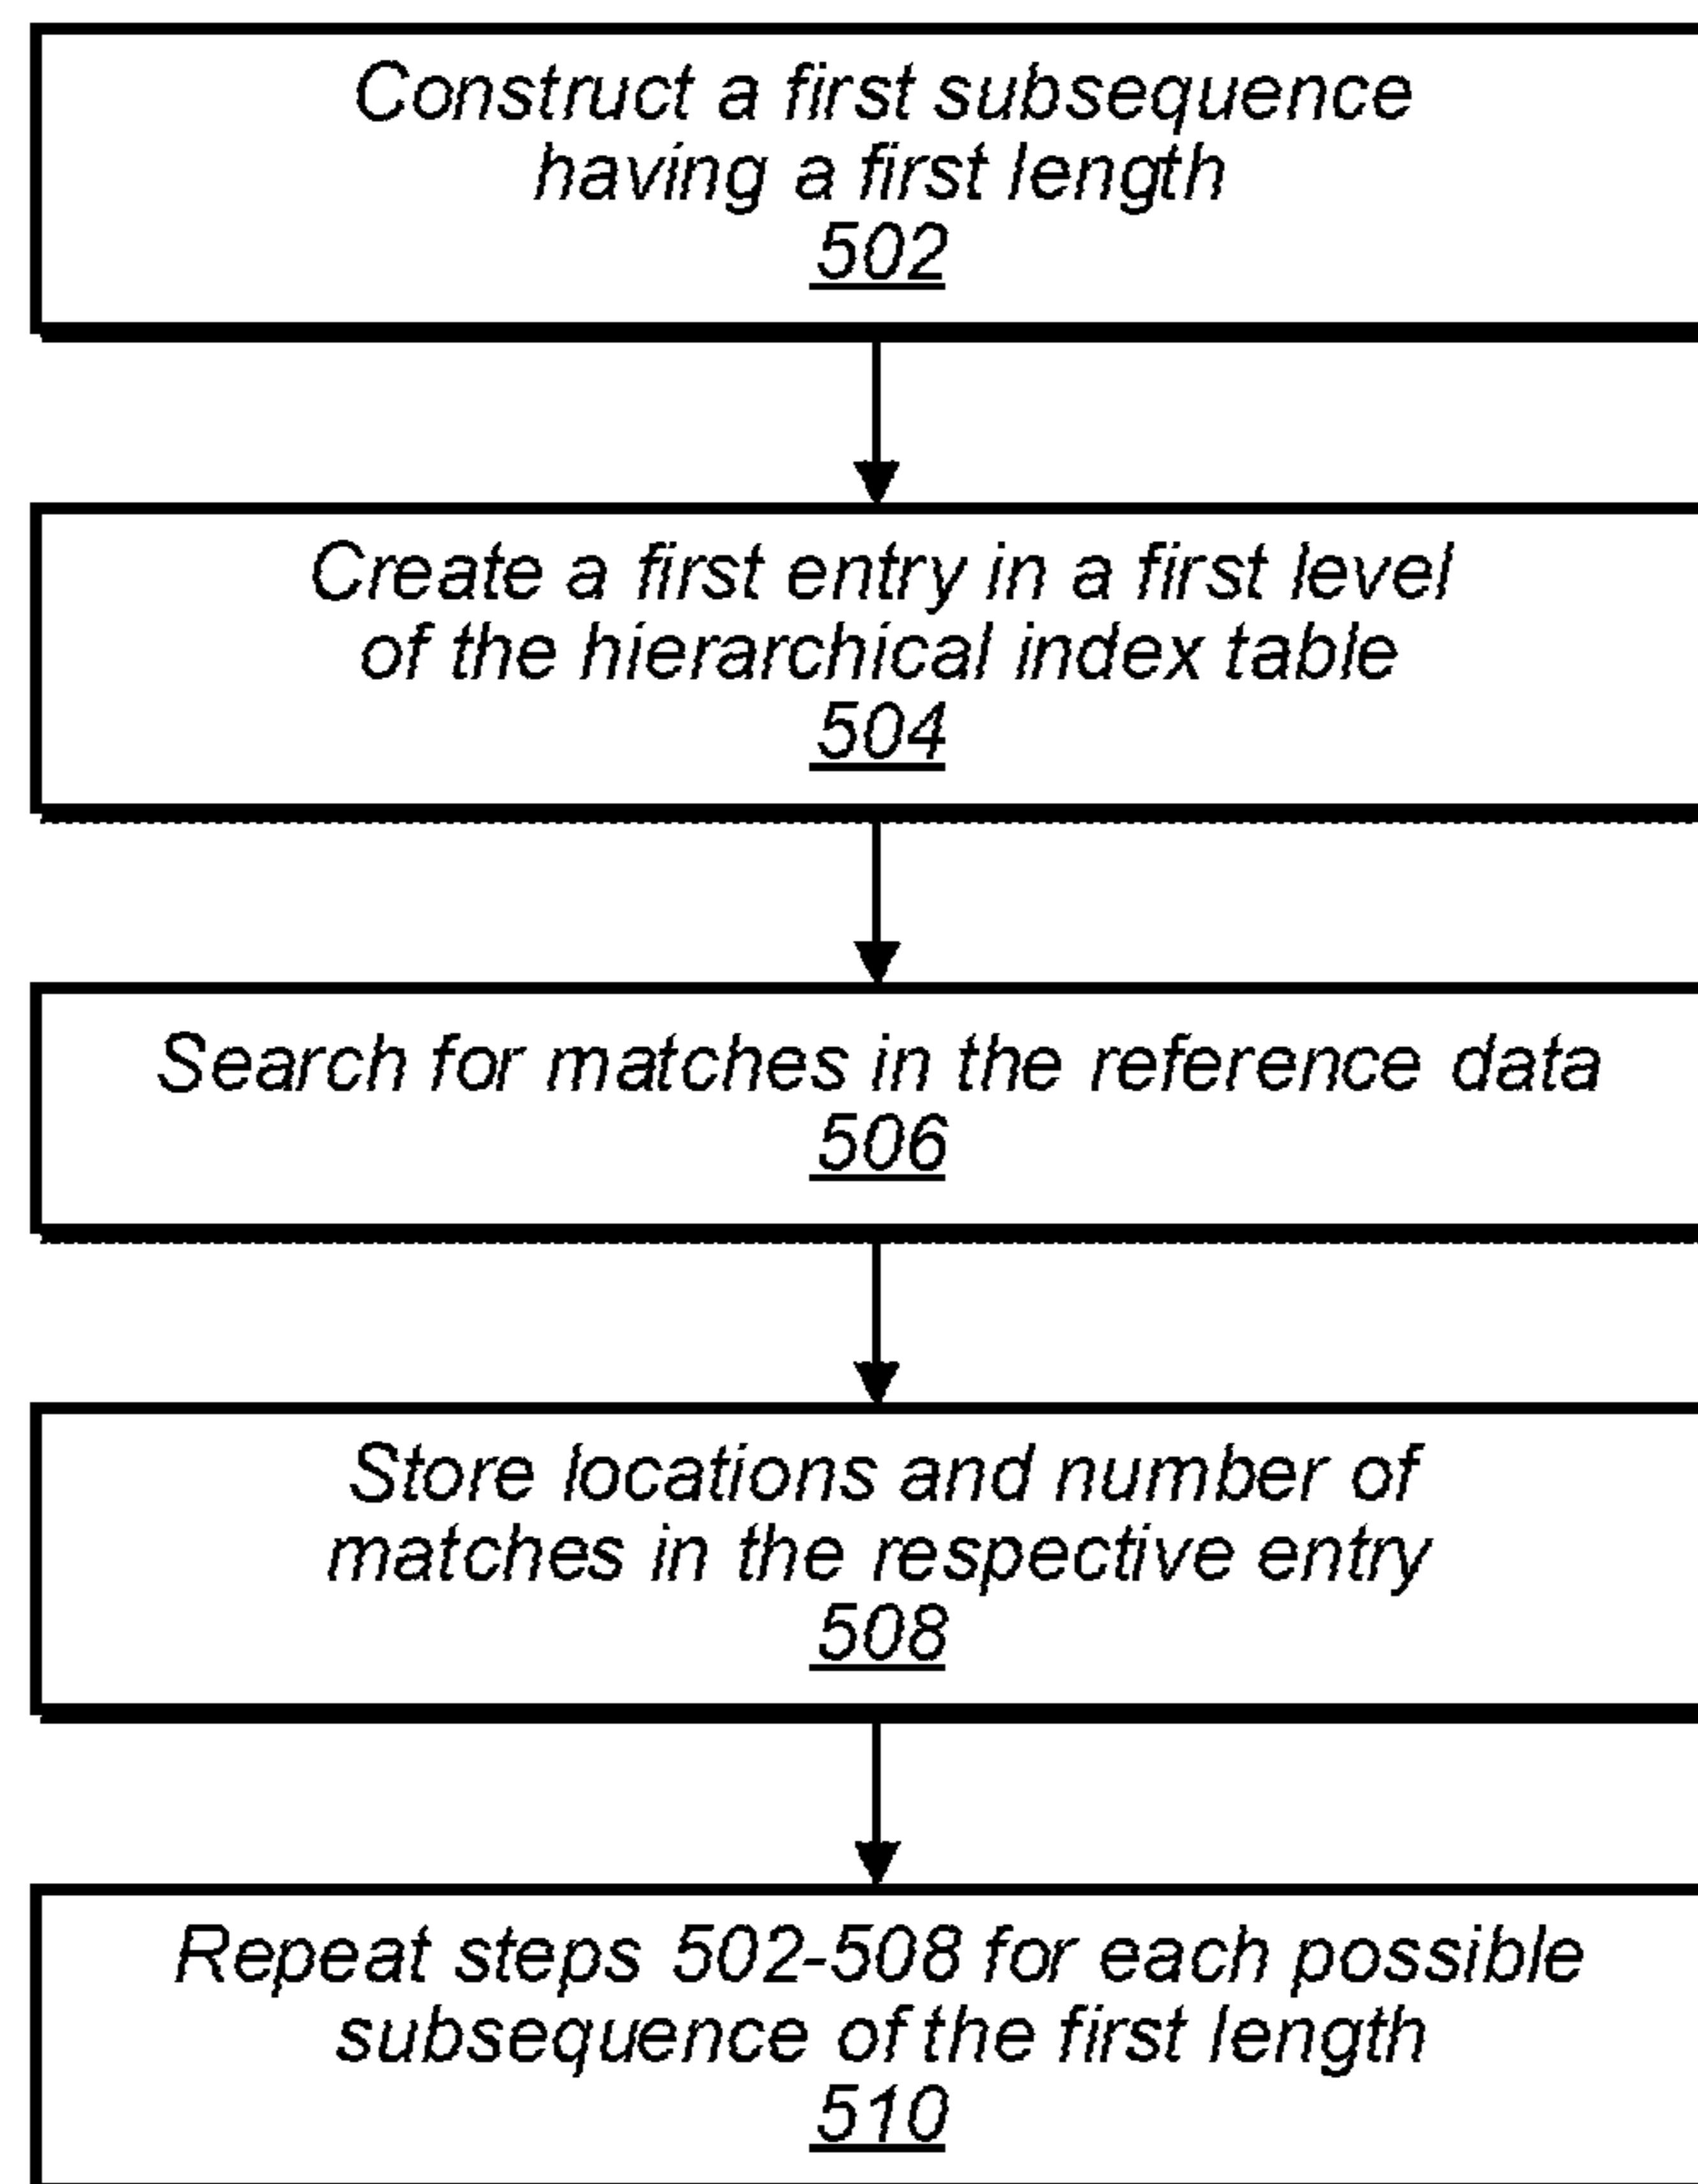 Construct a first subsequence
having a first length
502
Create a first entry in a first level
of the hierarchical index table
504
Search for matches in the reference data
506
Store locations and number of
matches in the respective entry
508
Repeat steps 502-508 for each possible
subsequence of the first length
510